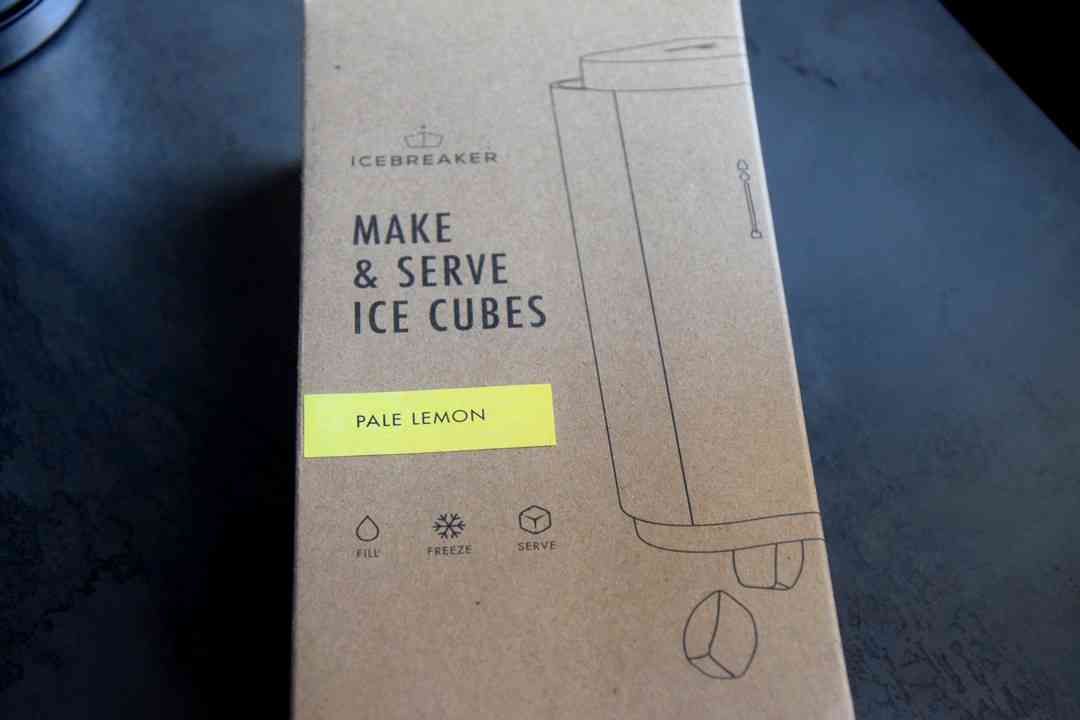 ICEBREAKER
MAKE
& SERVE
ICE CUBES
PALE LEMON
FILL
FREEZE
SERVE